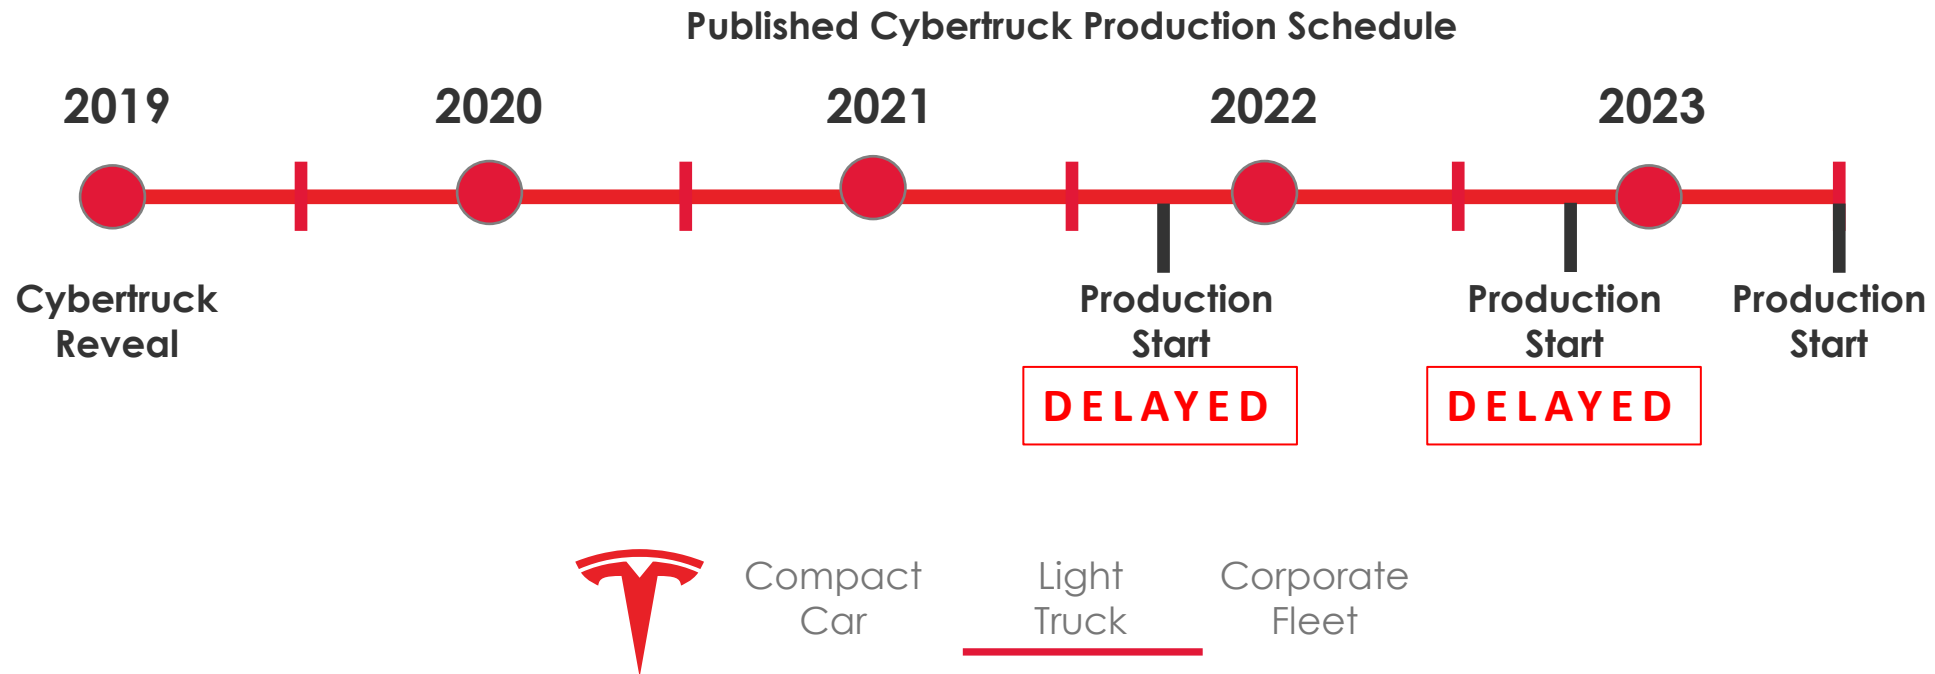 Published Cybertruck Production Schedule
2019 2020 2021 2022 2023
Cybertruck
Reveal
Production
Start
DELAYED
Production
Start
DELAYED
Production
Start
Compact
Car
Light
Truck
Corporate
Fleet